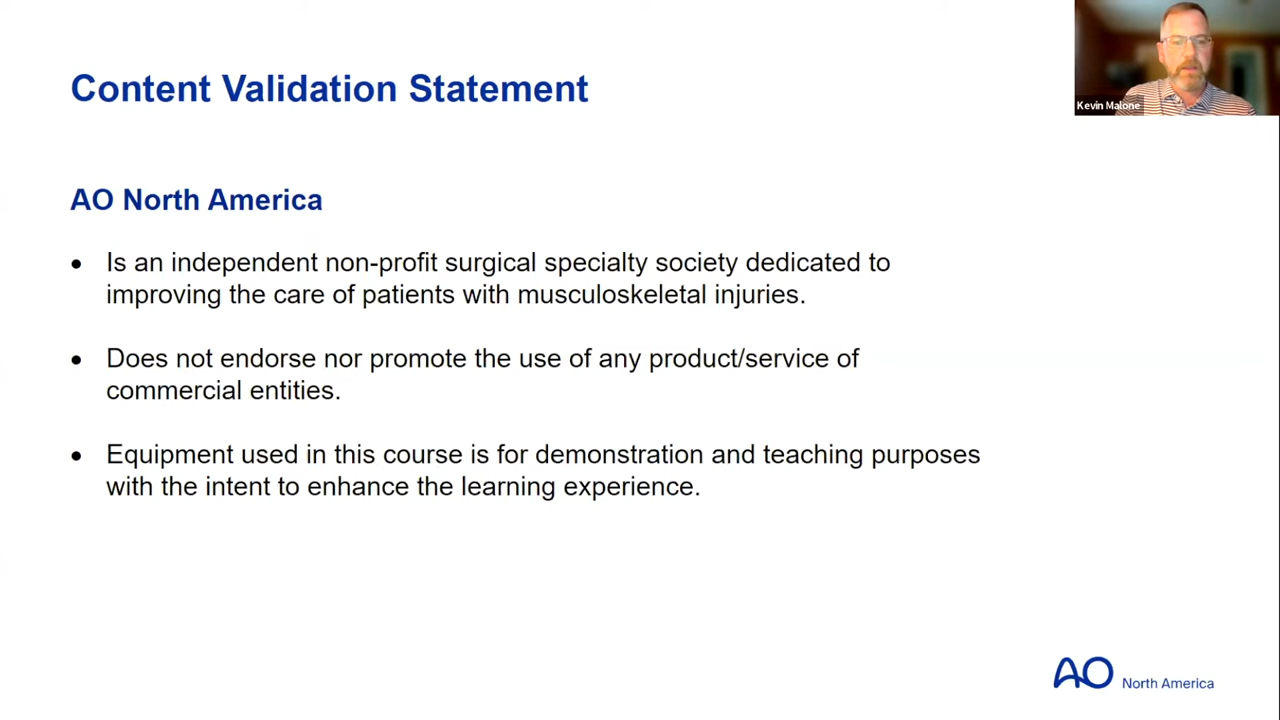 Content Validation Statement
Kevin Malone
AO North America
• Is an independent non-profit surgical specialty society dedicated to
improving the care of patients with musculoskeletal injuries.
• Does not endorse nor promote the use of any product/service of
commercial entities.
• Equipment used in this course is for demonstration and teaching purposes
with the intent to enhance the learning experience.
AO North America